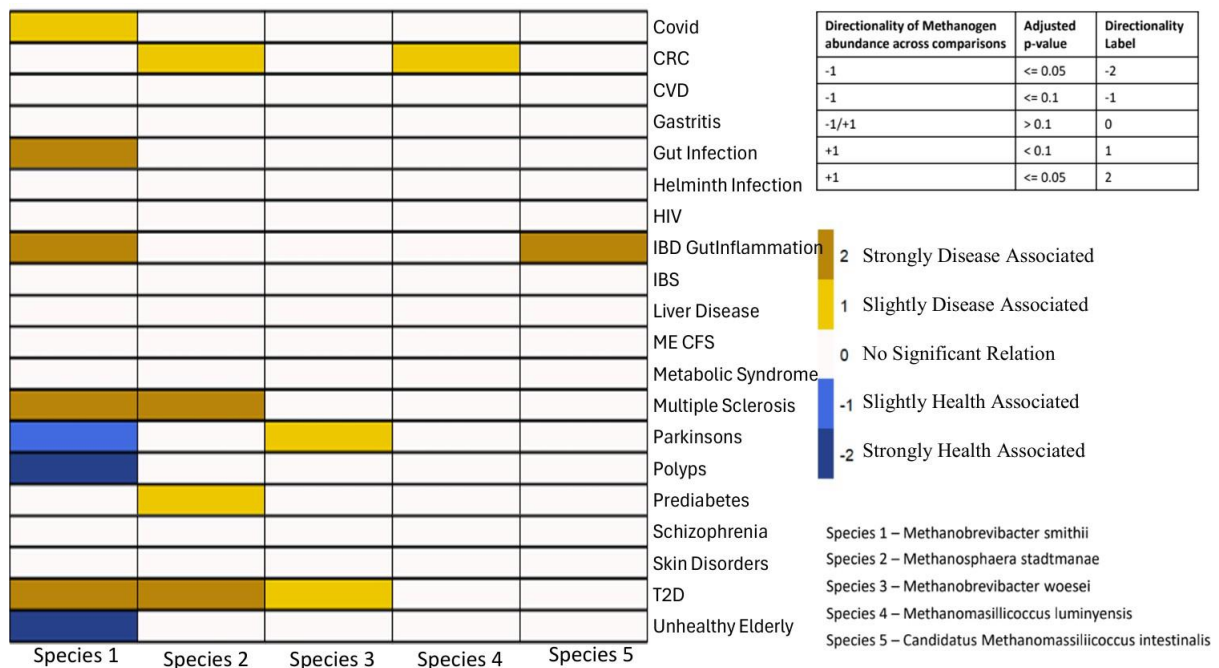 Covid
CRC
CVD
Gastritis
Gut Infection
Helminth Infection
HIV
IBD GutInflammation
IBS
Liver Disease
ME CFS
Metabolic Syndrome
Multiple Sclerosis
Parkinsons
Polyps
Prediabetes
Schizophrenia
Skin Disorders
T2D
Unhealthy Elderly
Species 1 Species 2 Species 3 Species 4 Species 5
Directionality of Methanogen abundance across comparisons Adjusted p-value Directionality Label
-1 <= 0.05 -2
-1 <= 0.1 -1
-1/+1 > 0.1 0
+1 < 0.1 1
+1 <= 0.05 2
2 Strongly Disease Associated
1 Slightly Disease Associated
0 No Significant Relation
-1 Slightly Health Associated
-2 Strongly Health Associated
Species 1 – Methanobrevibacter smithii
Species 2 – Methanosphaera stadtmanae
Species 3 – Methanobrevibacter woesei
Species 4 – Methanomasillicoccus luminyensis
Species 5 – Candidatus Methanomassiliicoccus intestinalis